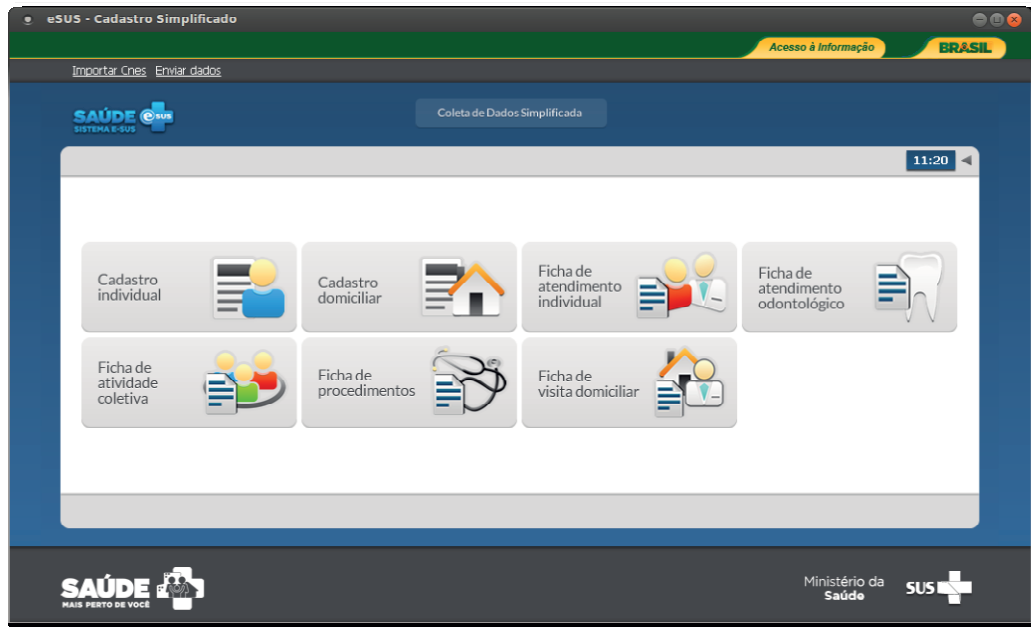 eSUS - Cadastro Simplificado
Acesso à Informação
BRASIL
Importar Cnes Enviar dados
SAÚDE e sus
SISTEMA E-SUS
Coleta de Dados Simplificada
11:20
Cadastro
individual
Cadastro
domiciliar
Ficha de
atendimento
individual
Ficha de
atendimento
odontológico
Ficha de
atividade
coletiva
Ficha de
procedimentos
Ficha de
visita domiciliar
SAÚDE
MAIS PERTO DE VOCÊ
Ministério da
Saúde
SUS